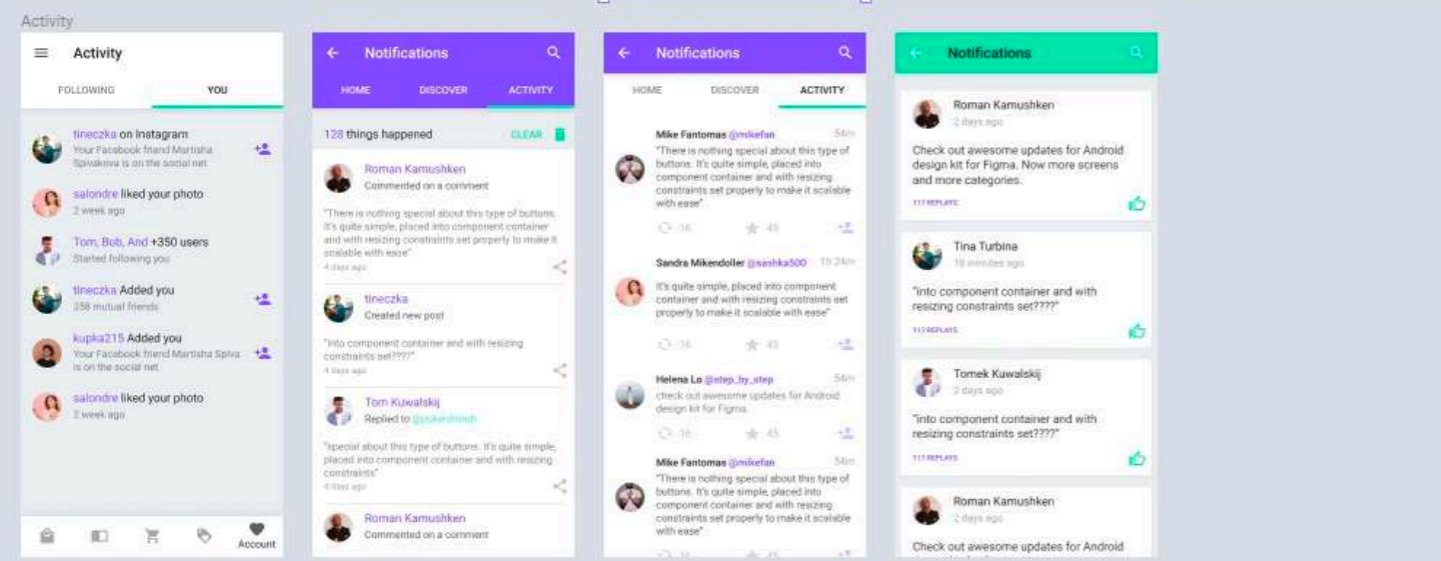 Activity
Activity
FOLLOWING YOU
tineczka on Instagram
Your Facebook friend Martisha
Spivakova is on the social net
salondre liked your photo
2 week ago
Tom, Bob, And +350 users
Started following you
tineczka Added you
358 mutual friends
kupka215 Added you
Your Facebook friend Martisha Spiva
is on the social net
salondre liked your photo
2 week ago
Account
Notifications
HOME DISCOVER ACTIVITY
128 things happened CLEAR
Roman Kamushken
Commented on a comment
"There is nothing special about this type of buttons.
It's quite simple, placed into component container
and with resizing constraints set properly to make it
scalable with ease"
4 days ago
tineczka
Created new post
"into component container and with resizing
constraints set????"
4 days ago
Tom Kuwalskij
Replied to
"special about this type of buttons. It's quite simple,
placed into component container and with resizing
constraints"
4 days ago
Roman Kamushken
Commented on a comment
Notifications
HOME DISCOVER ACTIVITY
Mike Fantomas @mikefan 54m
"There is nothing special about this type of
buttons. It's quite simple, placed into
component container and with resizing
constraints set properly to make it scalable
with ease"
16 45
Sandra Mikendoller @sashka500 1h 24m
It's quite simple, placed into component
container and with resizing constraints set
properly to make it scalable with ease"
16 45
Helena Lo @step_by_step 54m
check out awesome updates for Android
design kit for Figma.
16 45
Mike Fantomas @mikefan 54m
"There is nothing special about this type of
buttons. It's quite simple, placed into
component container and with resizing
constraints set properly to make it scalable
with ease"
16 45
Notifications
Roman Kamushken
2 days ago
Check out awesome updates for Android
design kit for Figma. Now more screens
and more categories.
117 REPLAYS
Tina Turbina
18 minutes ago
"into component container and with
resizing constraints set????"
117 REPLAYS
Tomek Kuwalskij
2 days ago
"into component container and with
resizing constraints set????"
117 REPLAYS
Roman Kamushken
2 days ago
Check out awesome updates for Android